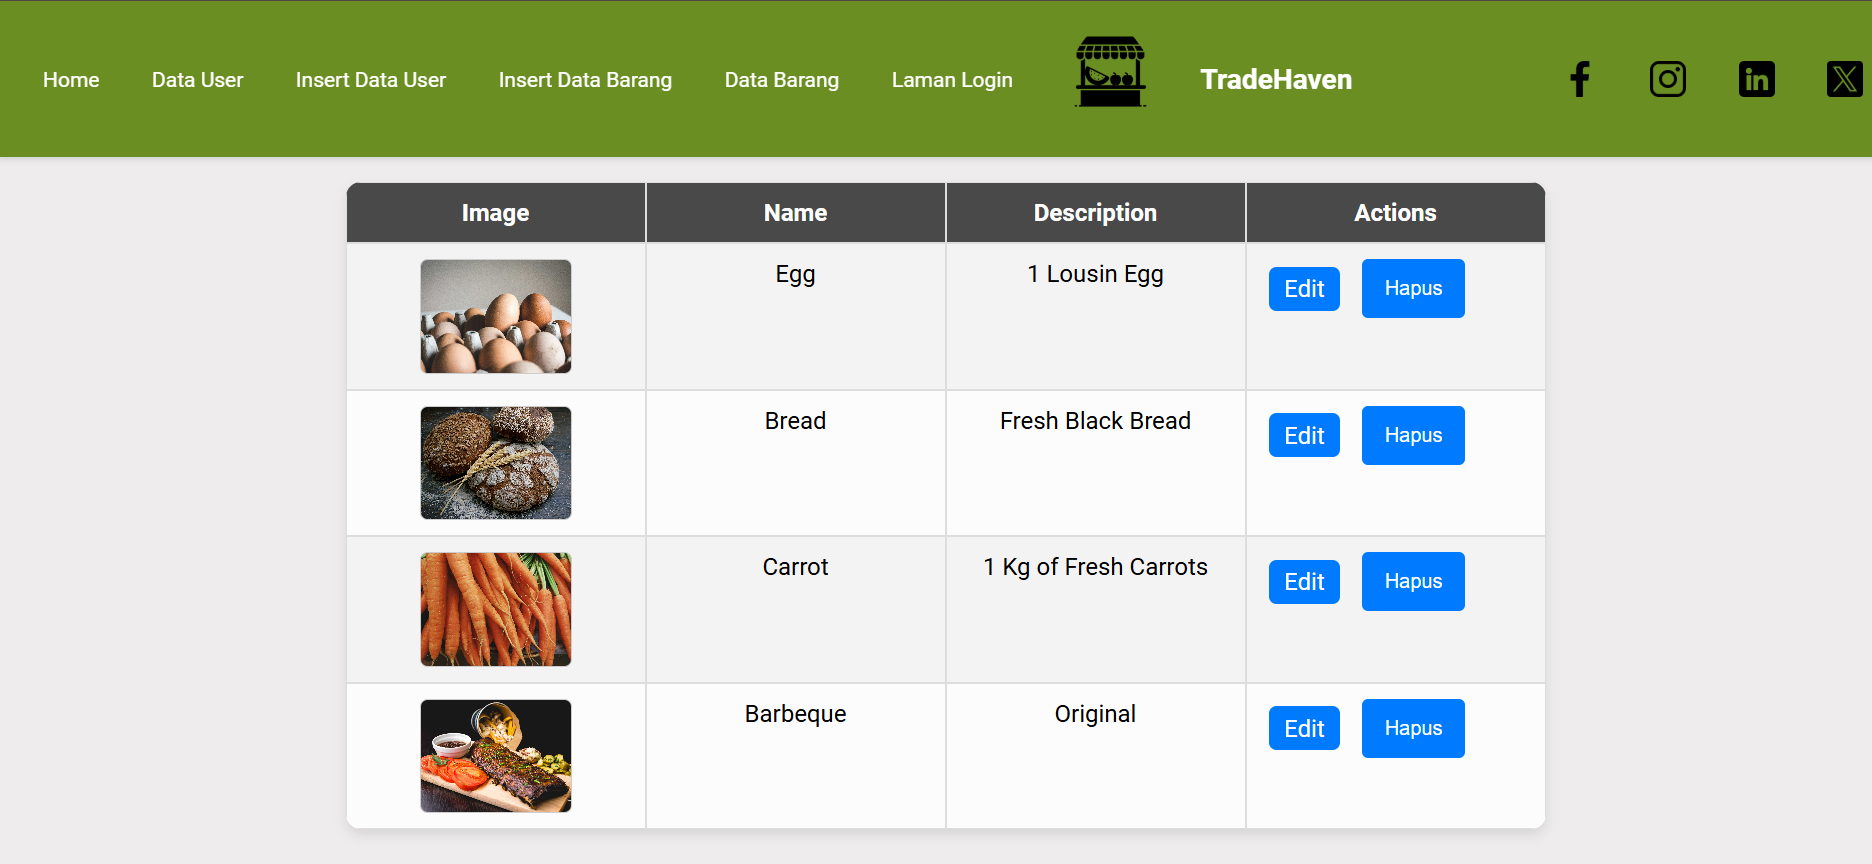 Home Data User Insert Data User Insert Data Barang Data Barang Laman Login TradeHaven
Image Name Description Actions
Egg 1 Lousin Egg Edit Hapus
Bread Fresh Black Bread Edit Hapus
Carrot 1 Kg of Fresh Carrots Edit Hapus
Barbeque Original Edit Hapus